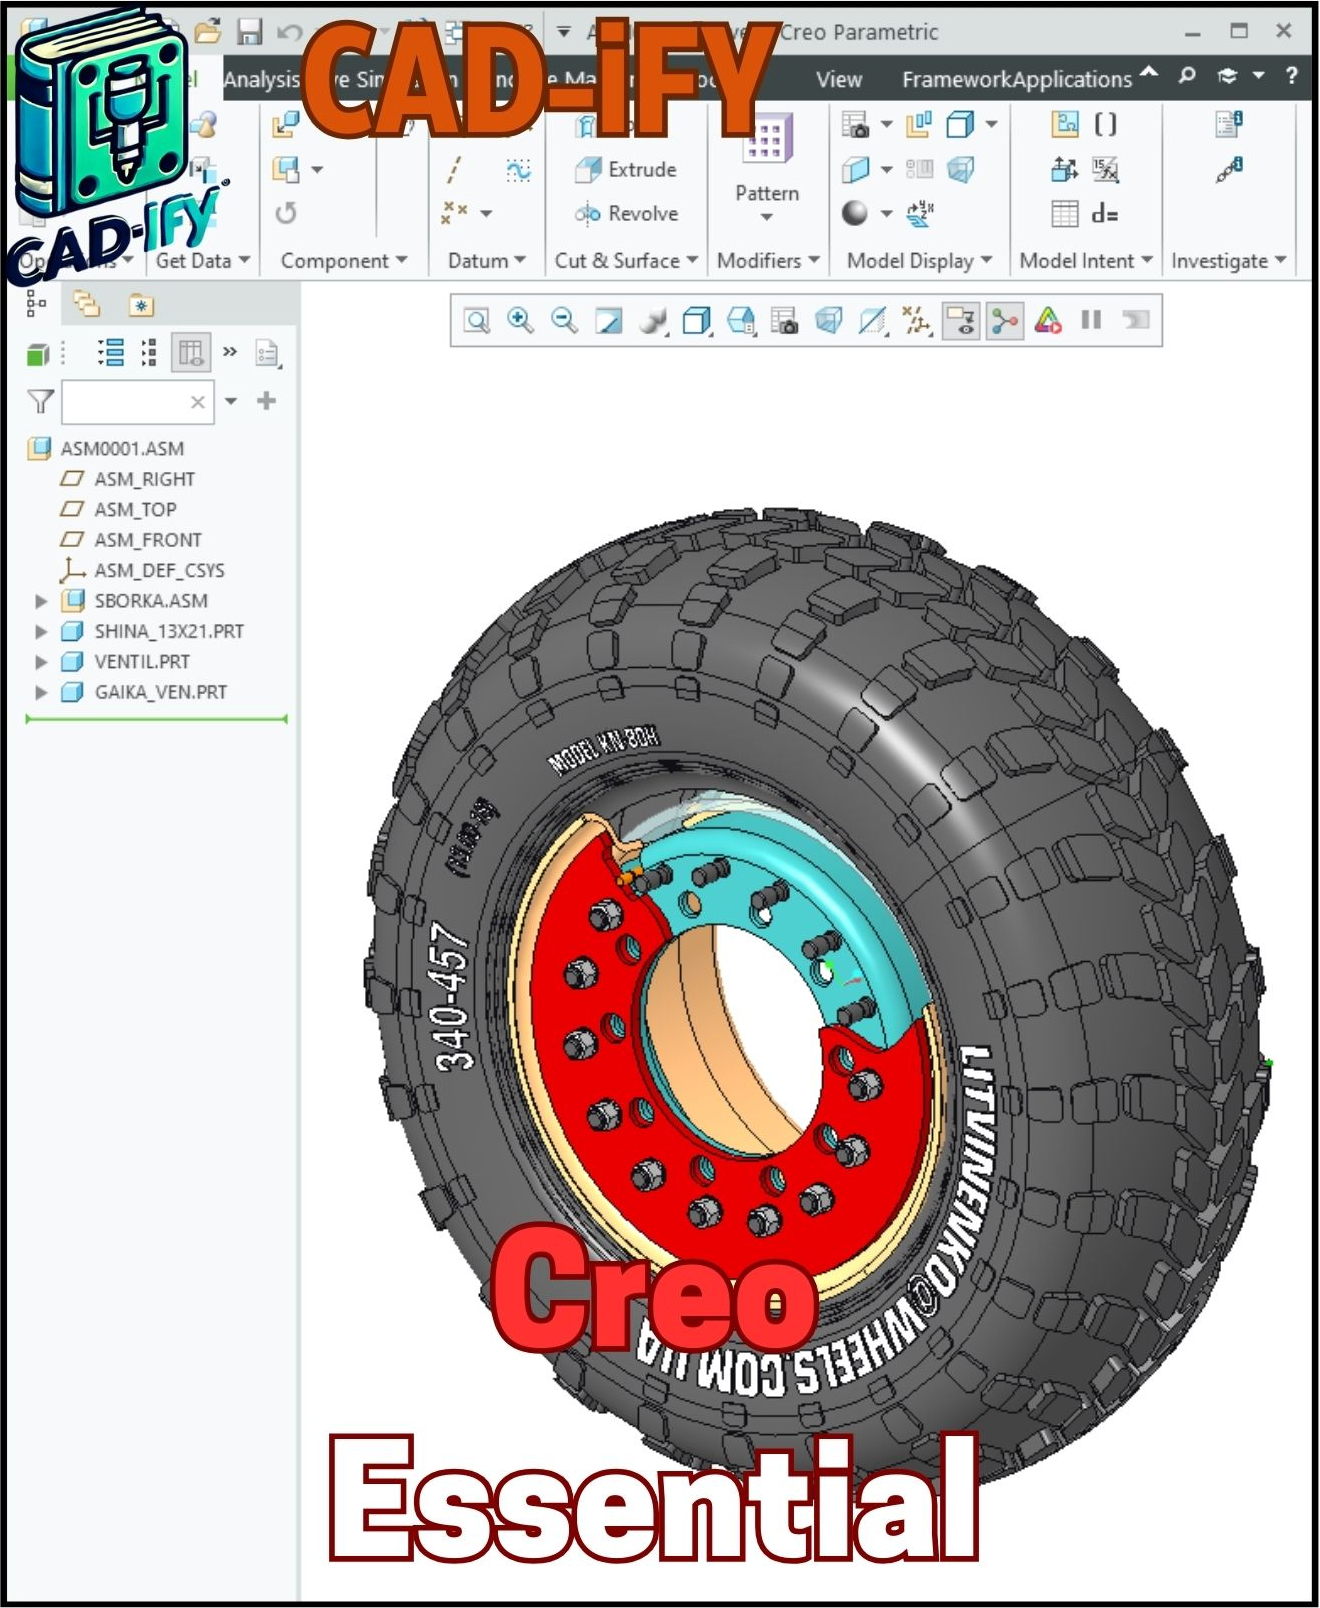 CAD-iFY
Creo Parametric
Analysis
View Framework Applications
CAD-iFY
Extrude
Revolve
Pattern
d=
Get Data Component Datum Cut & Surface Modifiers Model Display Model Intent Investigate
ASM0001.ASM
ASM_RIGHT
ASM_TOP
ASM_FRONT
ASM_DEF_CSYS
SBORKA.ASM
SHINA_13X21.PRT
VENTIL.PRT
GAIKA_VEN.PRT
MODEL KN-80H
340-457
LITVINENKO@WHEELS.COM.UA
Creo
Essential